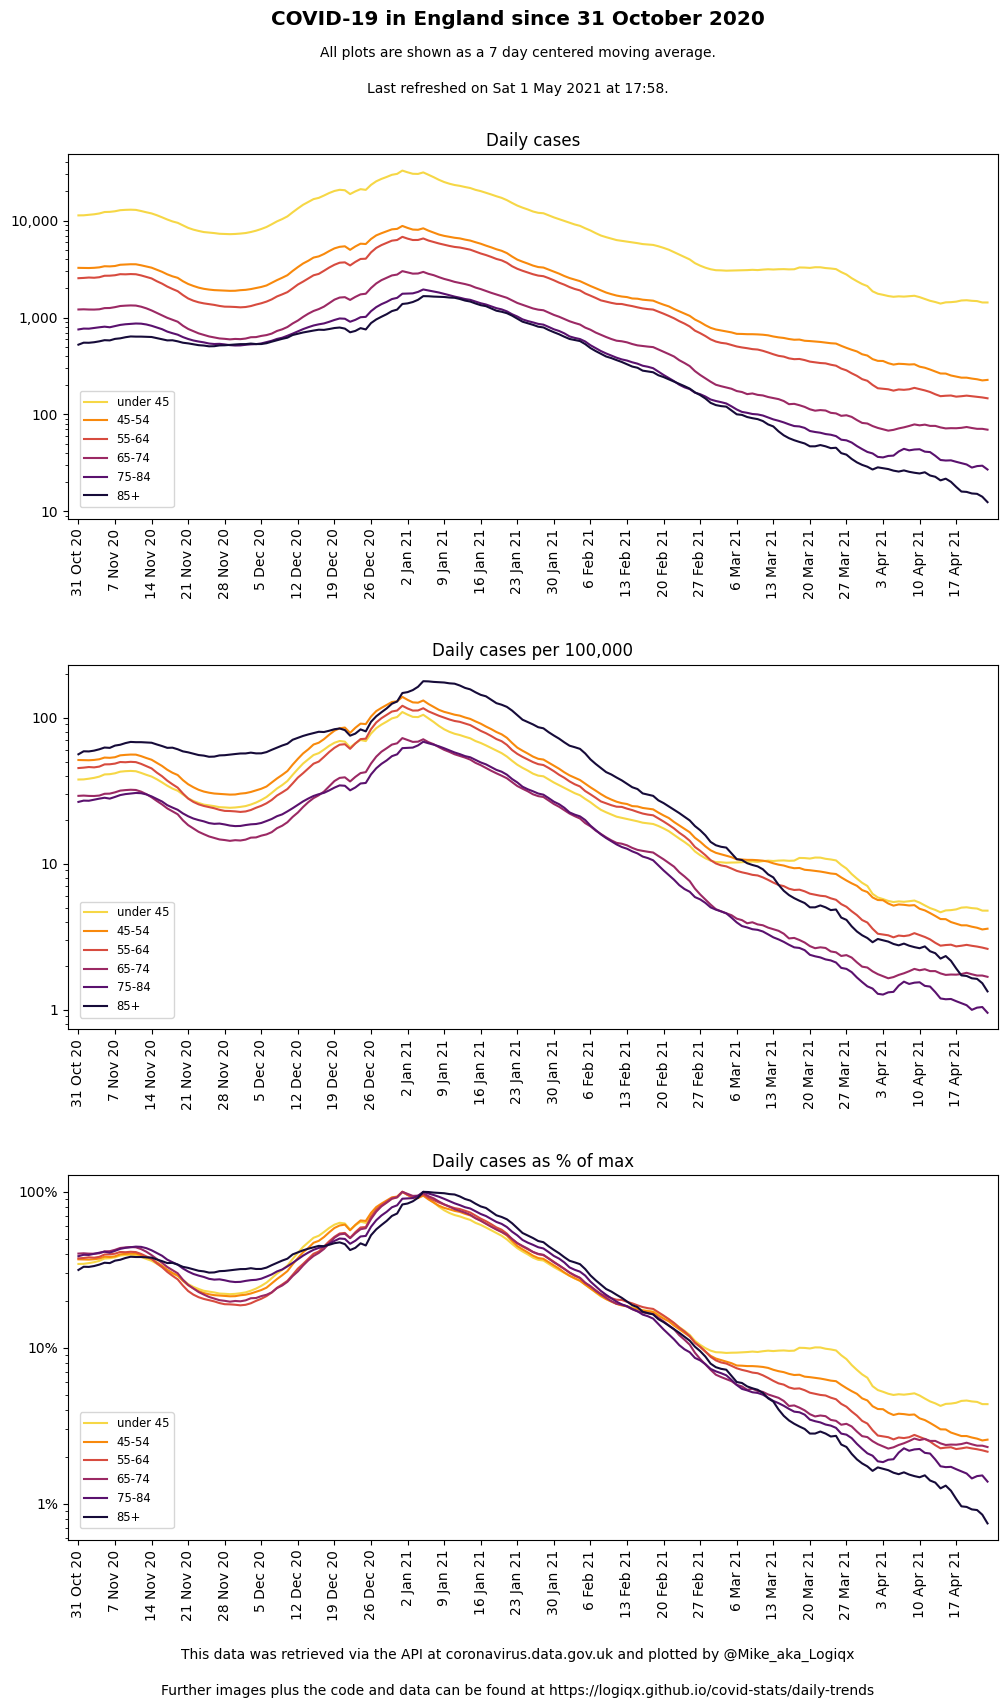 COVID-19 in England since 31 October 2020
All plots are shown as a 7 day centered moving average.
Last refreshed on Sat 1 May 2021 at 17:58.
Daily cases
10,000
1,000
100
10
under 45
45-54
55-64
65-74
75-84
85+
31 Oct 20
7 Nov 20
14 Nov 20
21 Nov 20
28 Nov 20
5 Dec 20
12 Dec 20
19 Dec 20
26 Dec 20
2 Jan 21
9 Jan 21
16 Jan 21
23 Jan 21
30 Jan 21
6 Feb 21
13 Feb 21
20 Feb 21
27 Feb 21
6 Mar 21
13 Mar 21
20 Mar 21
27 Mar 21
3 Apr 21
10 Apr 21
17 Apr 21
Daily cases per 100,000
100
10
1
under 45
45-54
55-64
65-74
75-84
85+
31 Oct 20
7 Nov 20
14 Nov 20
21 Nov 20
28 Nov 20
5 Dec 20
12 Dec 20
19 Dec 20
26 Dec 20
2 Jan 21
9 Jan 21
16 Jan 21
23 Jan 21
30 Jan 21
6 Feb 21
13 Feb 21
20 Feb 21
27 Feb 21
6 Mar 21
13 Mar 21
20 Mar 21
27 Mar 21
3 Apr 21
10 Apr 21
17 Apr 21
Daily cases as % of max
100%
10%
1%
under 45
45-54
55-64
65-74
75-84
85+
31 Oct 20
7 Nov 20
14 Nov 20
21 Nov 20
28 Nov 20
5 Dec 20
12 Dec 20
19 Dec 20
26 Dec 20
2 Jan 21
9 Jan 21
16 Jan 21
23 Jan 21
30 Jan 21
6 Feb 21
13 Feb 21
20 Feb 21
27 Feb 21
6 Mar 21
13 Mar 21
20 Mar 21
27 Mar 21
3 Apr 21
10 Apr 21
17 Apr 21
This data was retrieved via the API at coronavirus.data.gov.uk and plotted by @Mike_aka_Logiqx
Further images plus the code and data can be found at https://logiqx.github.io/covid-stats/daily-trends